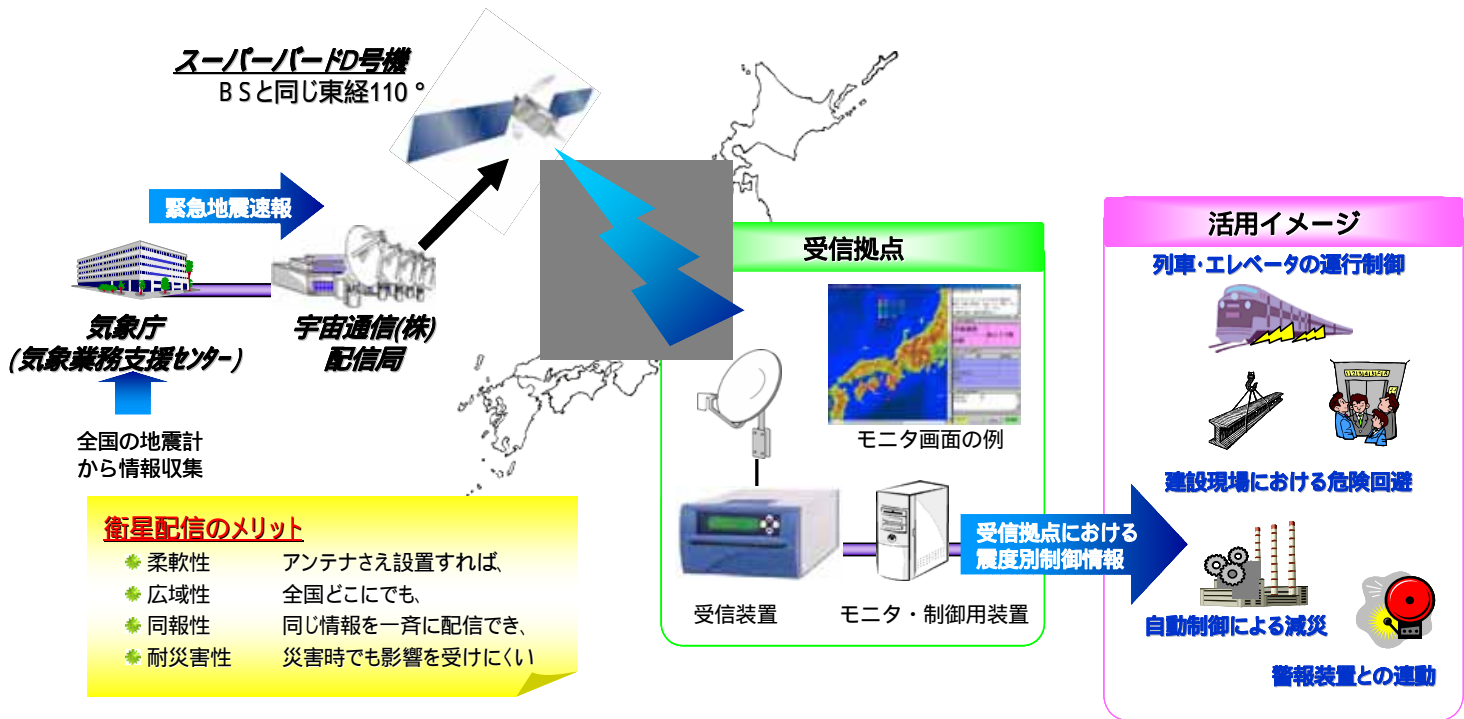 スーパーバードD号機
ＢＳと同じ東経110°
緊急地震速報
気象庁
(気象業務支援センター)
宇宙通信(株)
配信局
全国の地震計
から情報収集
衛星配信のメリット
柔軟性 アンテナさえ設置すれば、
広域性 全国どこにでも、
同報性 同じ情報を一斉に配信でき、
耐災害性 災害時でも影響を受けにくい
受信拠点
モニタ画面の例
受信装置
モニタ・制御用装置
受信拠点における
震度別制御情報
活用イメージ
列車・エレベータの運行制御
建設現場における危険回避
自動制御による減災
警報装置との連動